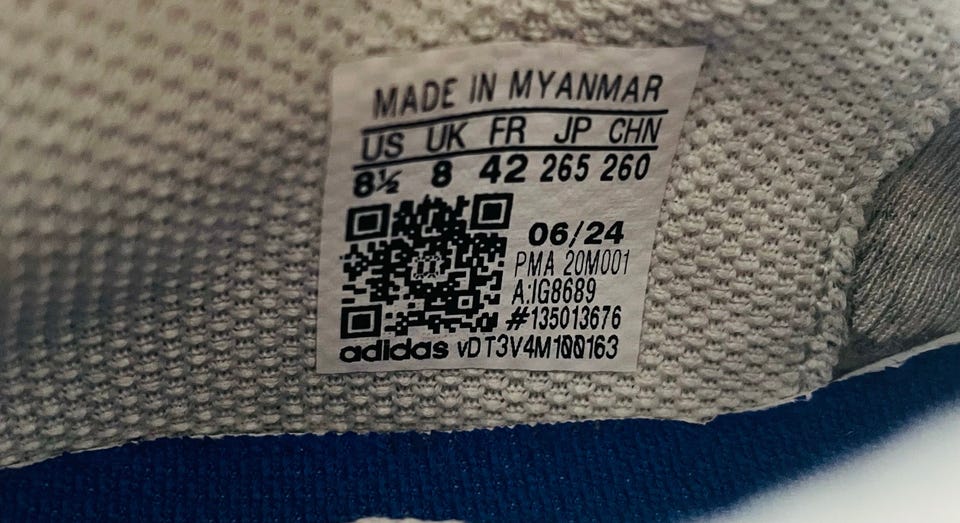 MADE IN MYANMAR
US UK FR JP CHN
8½ 8 42 265 260
06/24
PMA 20M001
A:IG8689
#135013676
adidas vDT3V4M100163